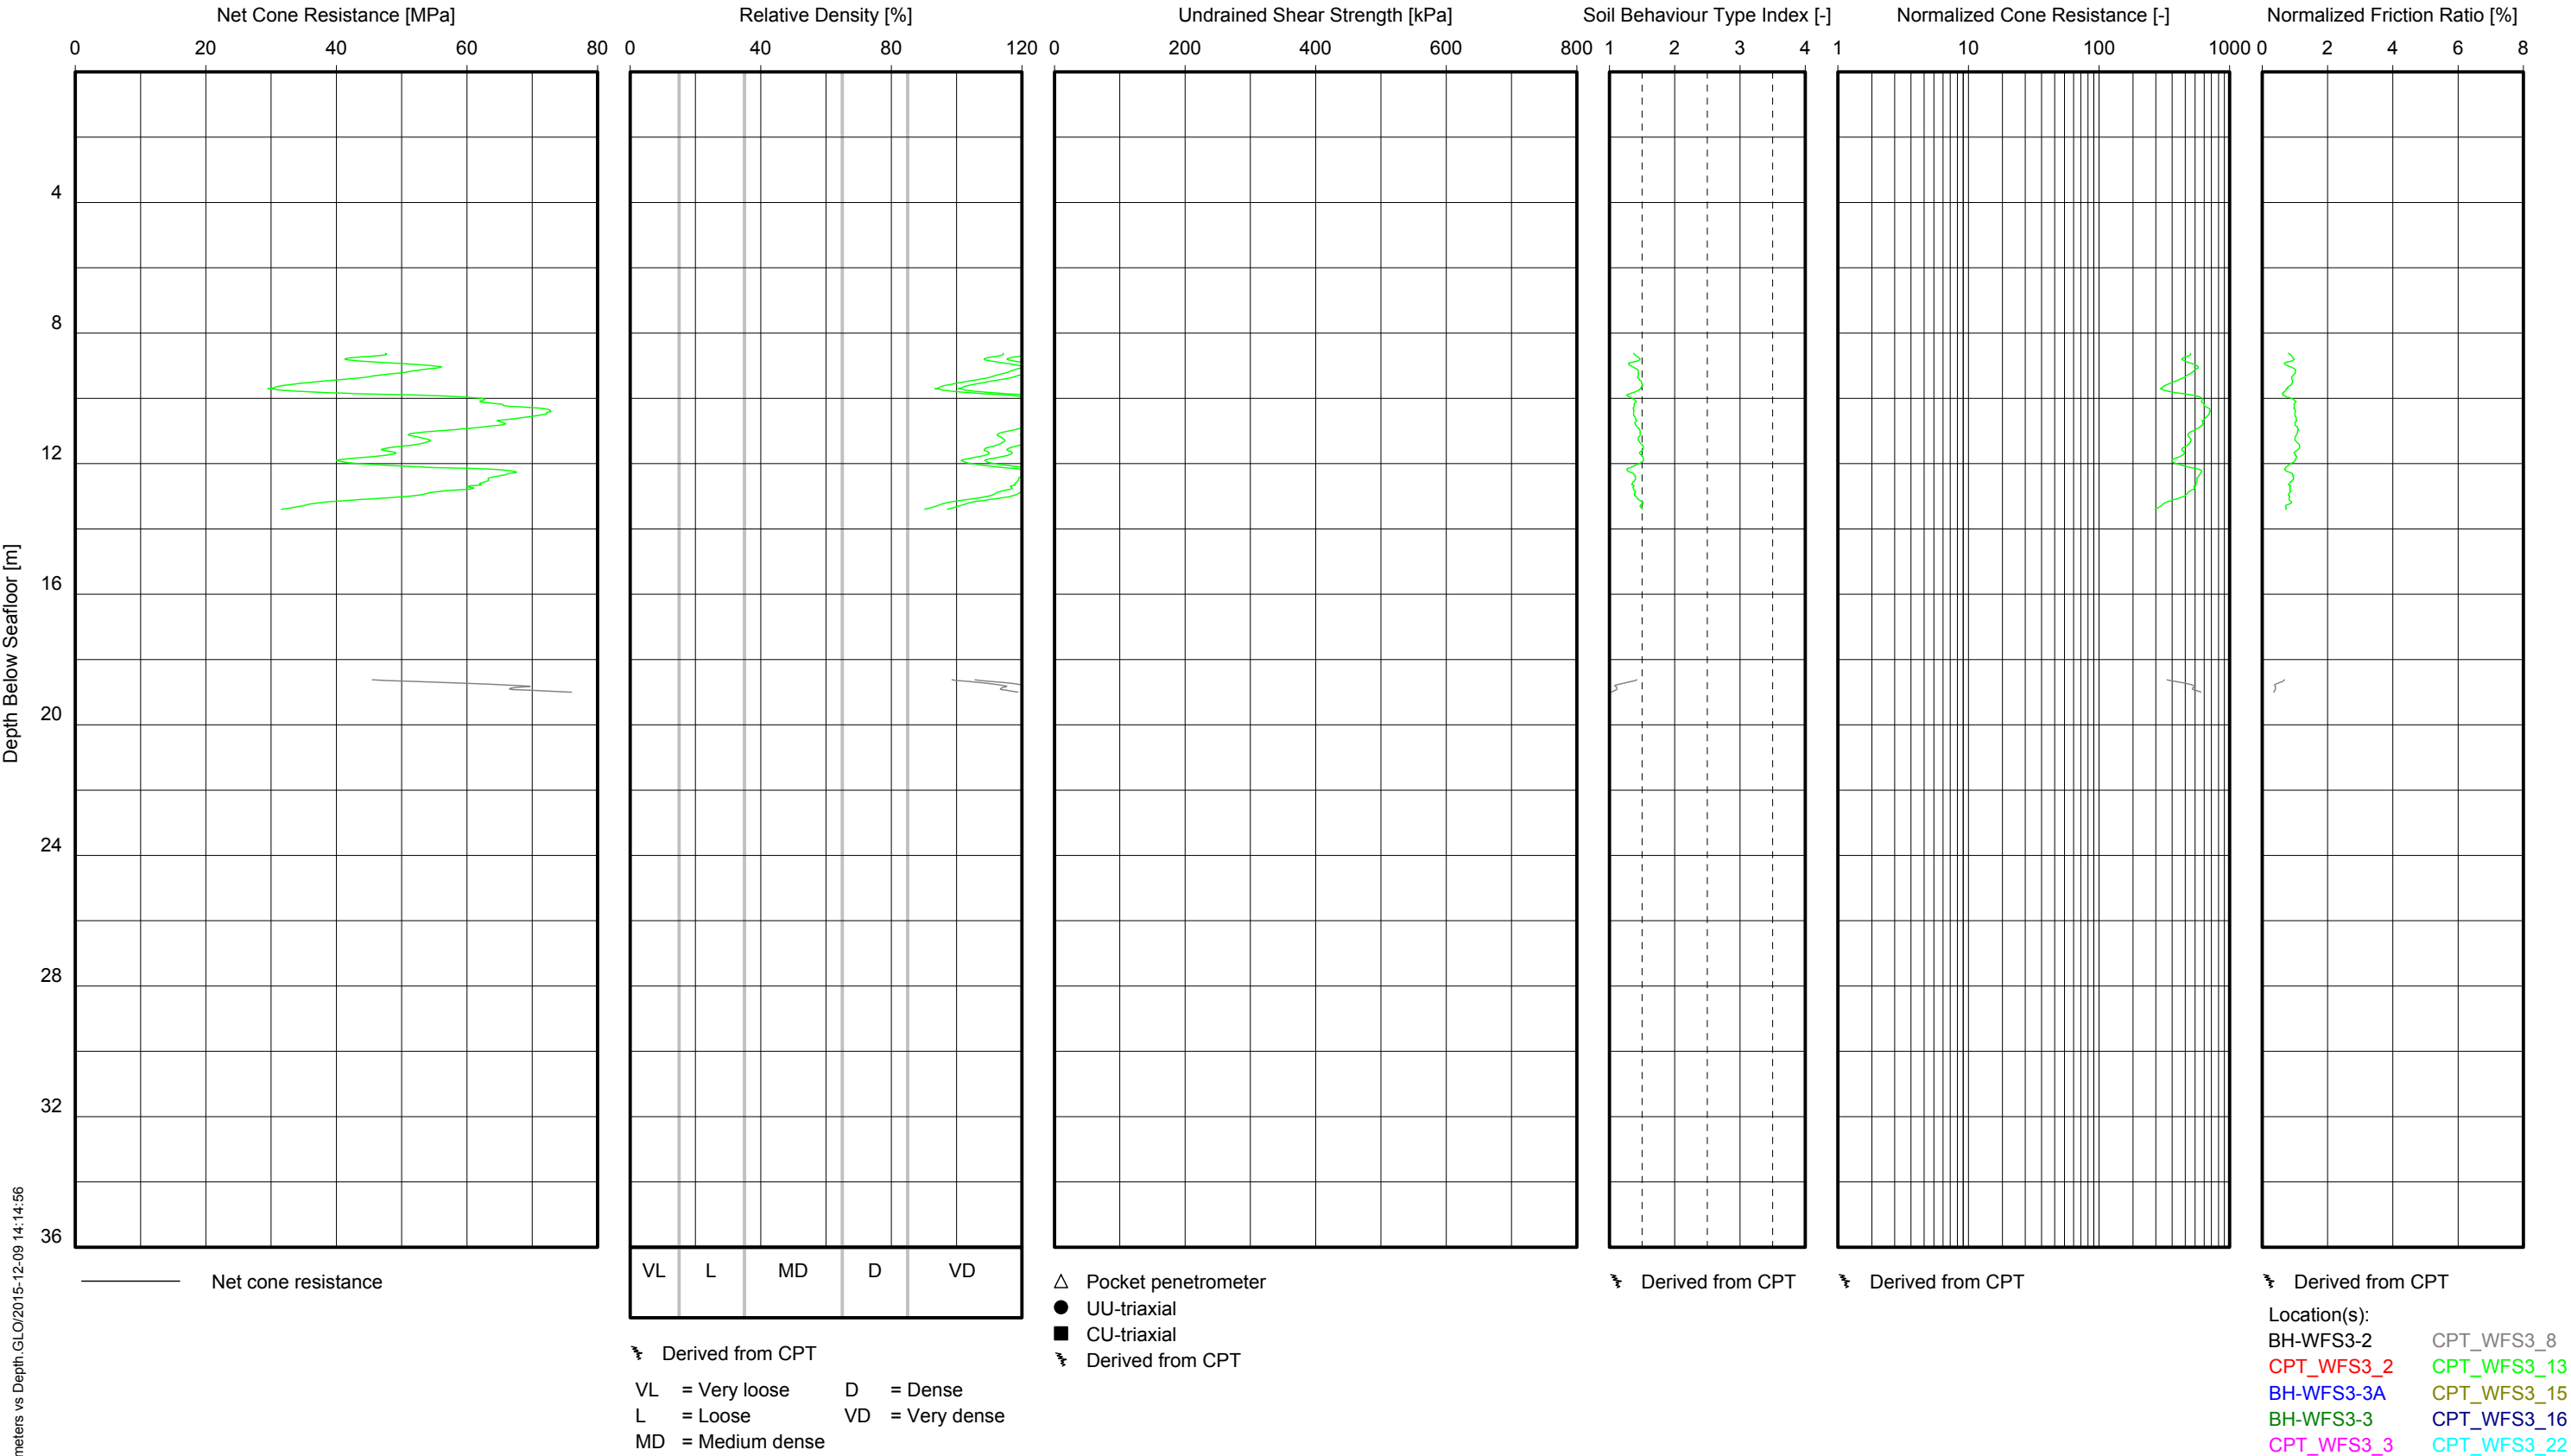 Net Cone Resistance [MPa] Relative Density [%] Undrained Shear Strength [kPa] Soil Behaviour Type Index [-] Normalized Cone Resistance [-] Normalized Friction Ratio [%]
0 20 40 60 80 0 40 80 120 0 200 400 600 800 1 2 3 4 1 10 100 1000 0 2 4 6 8
4
8
12
16
20
24
28
32
36
Depth Below Seafloor [m]
meters vs Depth.GLO/2015-12-09 14:14:56
Net cone resistance
VL L MD D VD
Derived from CPT
VL = Very loose D = Dense
L = Loose VD = Very dense
MD = Medium dense
Pocket penetrometer
UU-triaxial
CU-triaxial
Derived from CPT
Derived from CPT
Derived from CPT
Derived from CPT
Location(s):
BH-WFS3-2 CPT_WFS3_8
CPT_WFS3_2 CPT_WFS3_13
BH-WFS3-3A CPT_WFS3_15
BH-WFS3-3 CPT_WFS3_16
CPT_WFS3_3 CPT_WFS3_22